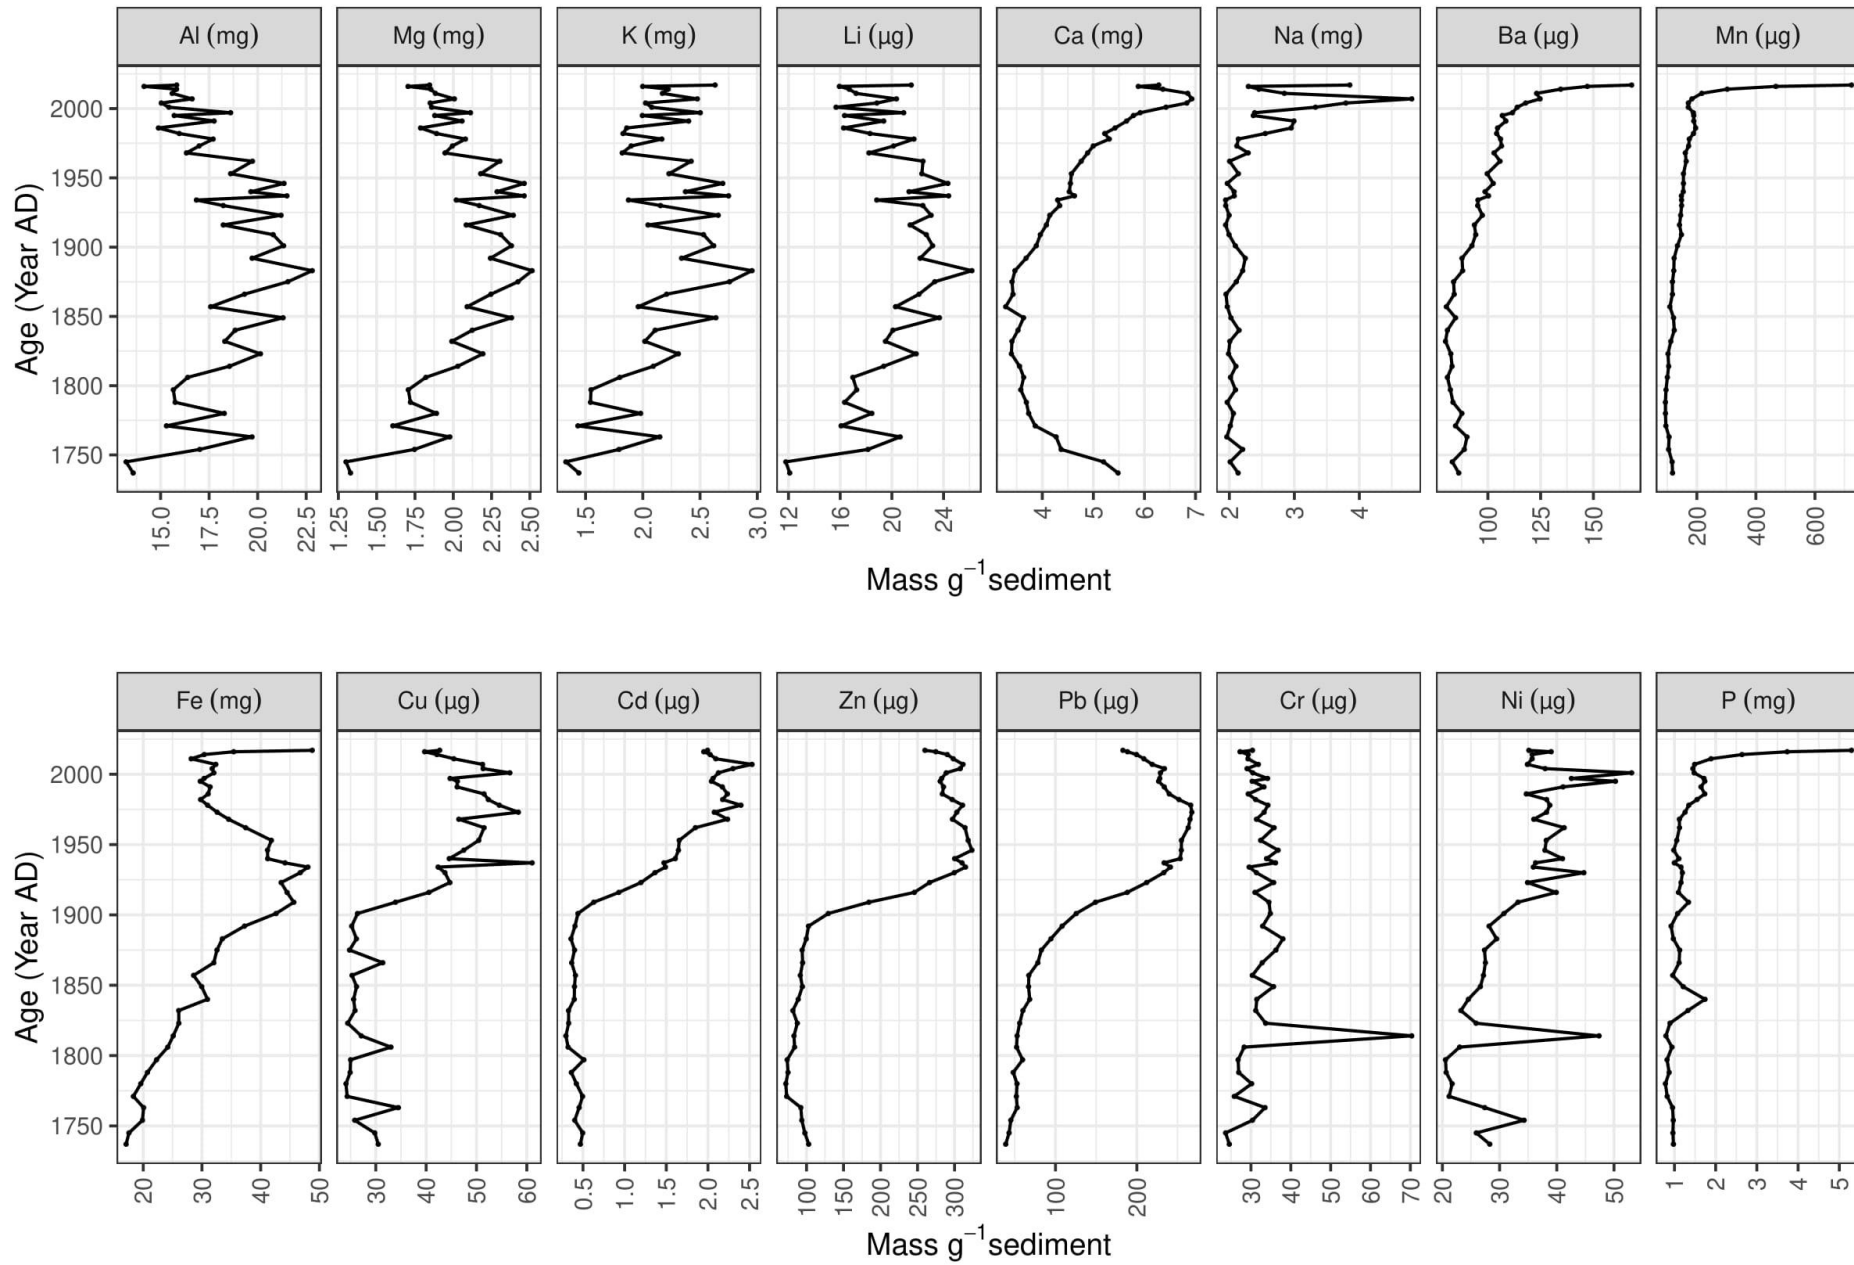 Al (mg) Mg (mg) K (mg) Li (µg) Ca (mg) Na (mg) Ba (µg) Mn (µg)
Age (Year AD)
2000
1950
1900
1850
1800
1750
15.0 17.5 20.0 22.5 1.25 1.50 1.75 2.00 2.25 2.50 1.5 2.0 2.5 3.0 12 16 20 24 4 5 6 7 2 3 4 100 125 150 200 400 600
Mass g⁻¹sediment
Fe (mg) Cu (µg) Cd (µg) Zn (µg) Pb (µg) Cr (µg) Ni (µg) P (mg)
Age (Year AD)
2000
1950
1900
1850
1800
1750
20 30 40 50 30 40 50 60 0.5 1.0 1.5 2.0 2.5 100 150 200 250 300 100 200 30 40 50 60 70 20 30 40 50 1 2 3 4 5
Mass g⁻¹sediment